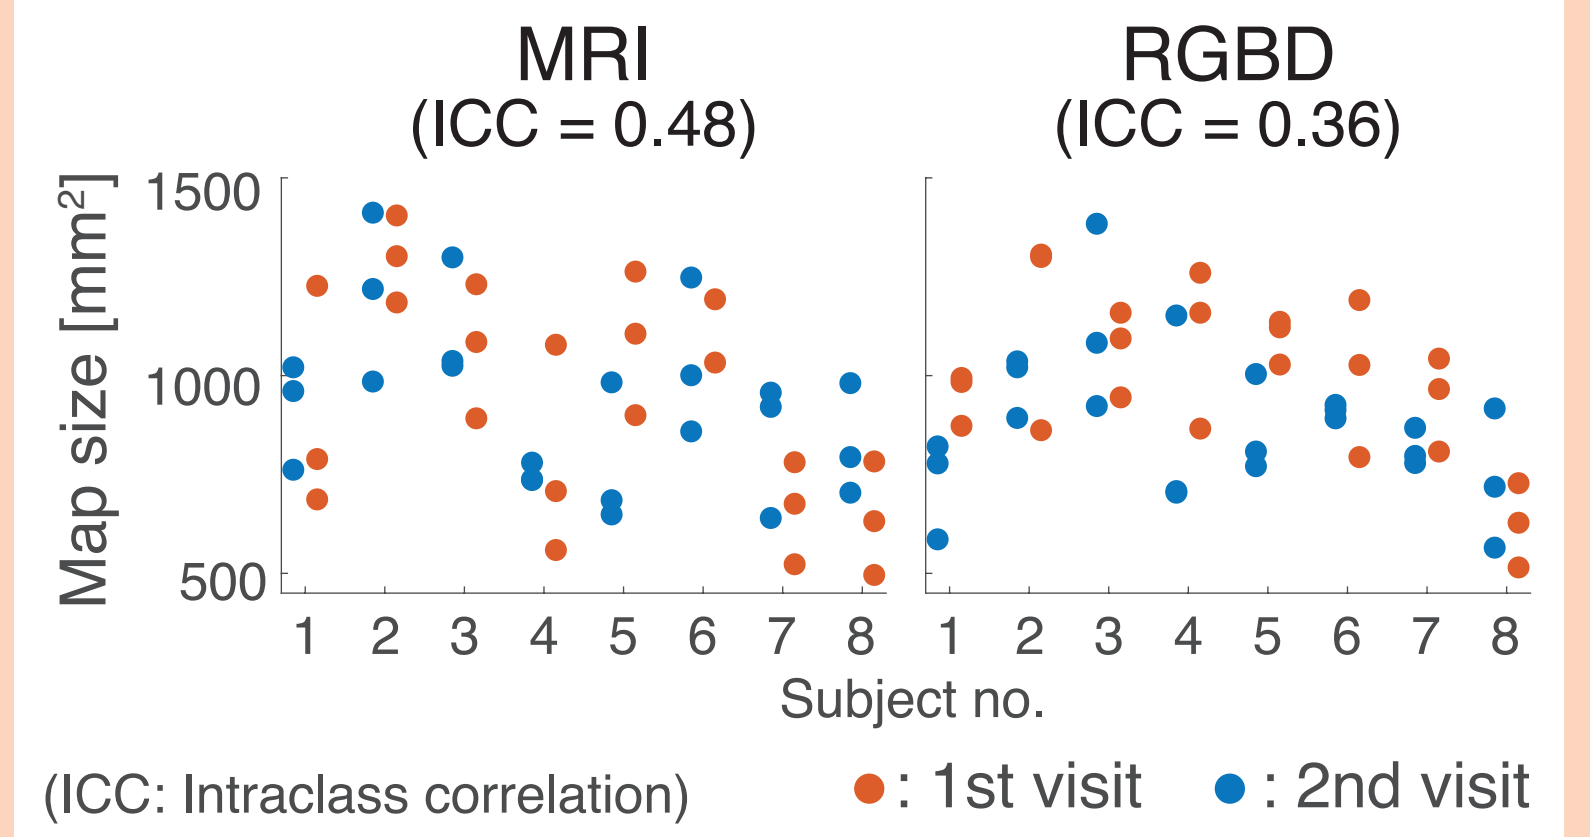 MRI
(ICC = 0.48)
RGBD
(ICC = 0.36)
Map size [mm²]
1500
1000
500
1 2 3 4 5 6 7 8
1 2 3 4 5 6 7 8
Subject no.
(ICC: Intraclass correlation)
: 1st visit : 2nd visit